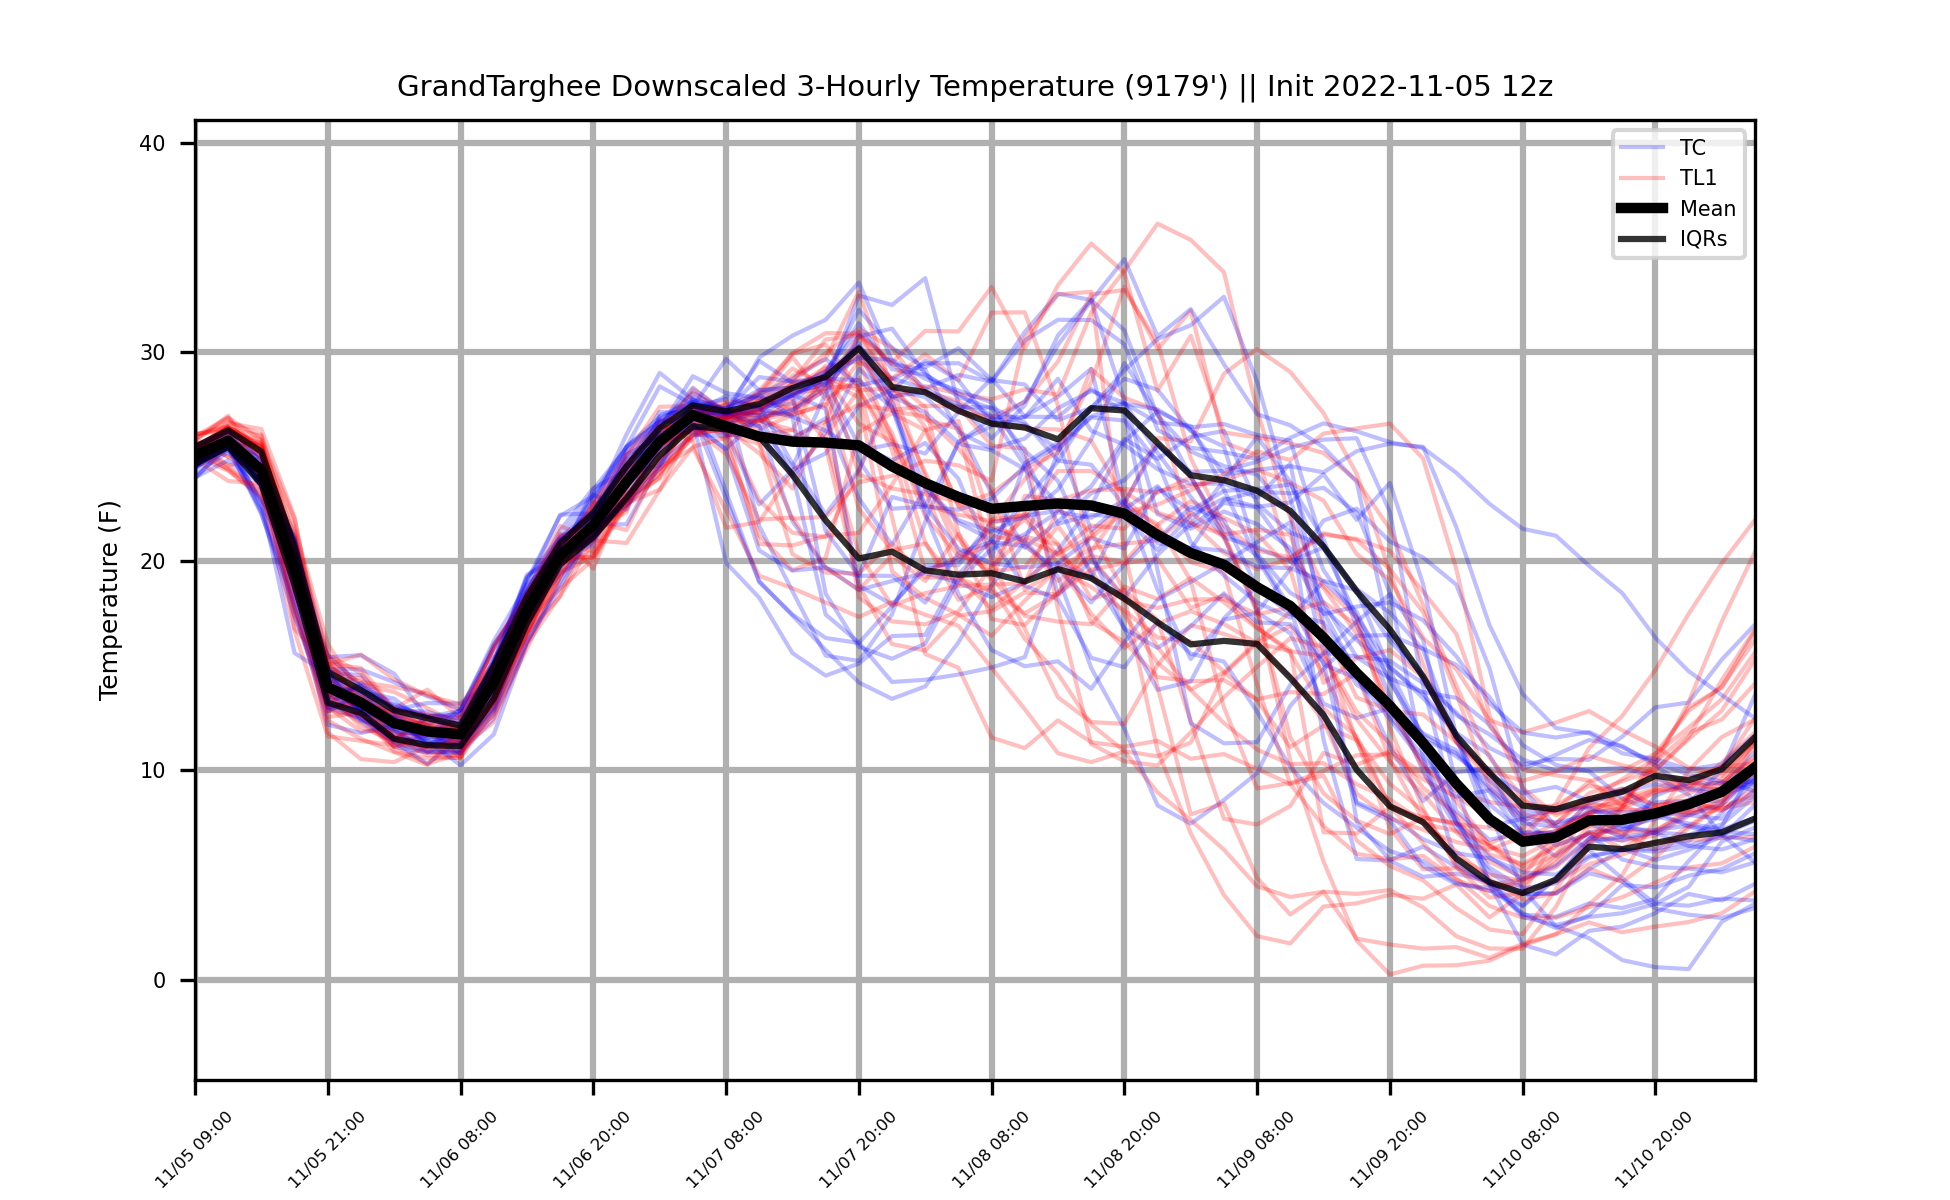 GrandTarghee Downscaled 3-Hourly Temperature (9179') || Init 2022-11-05 12z
TC
TL1
Mean
IQRs
Temperature (F)
40
30
20
10
0
11/05 09:00
11/05 21:00
11/06 08:00
11/06 20:00
11/07 08:00
11/07 20:00
11/08 08:00
11/08 20:00
11/09 08:00
11/09 20:00
11/10 08:00
11/10 20:00